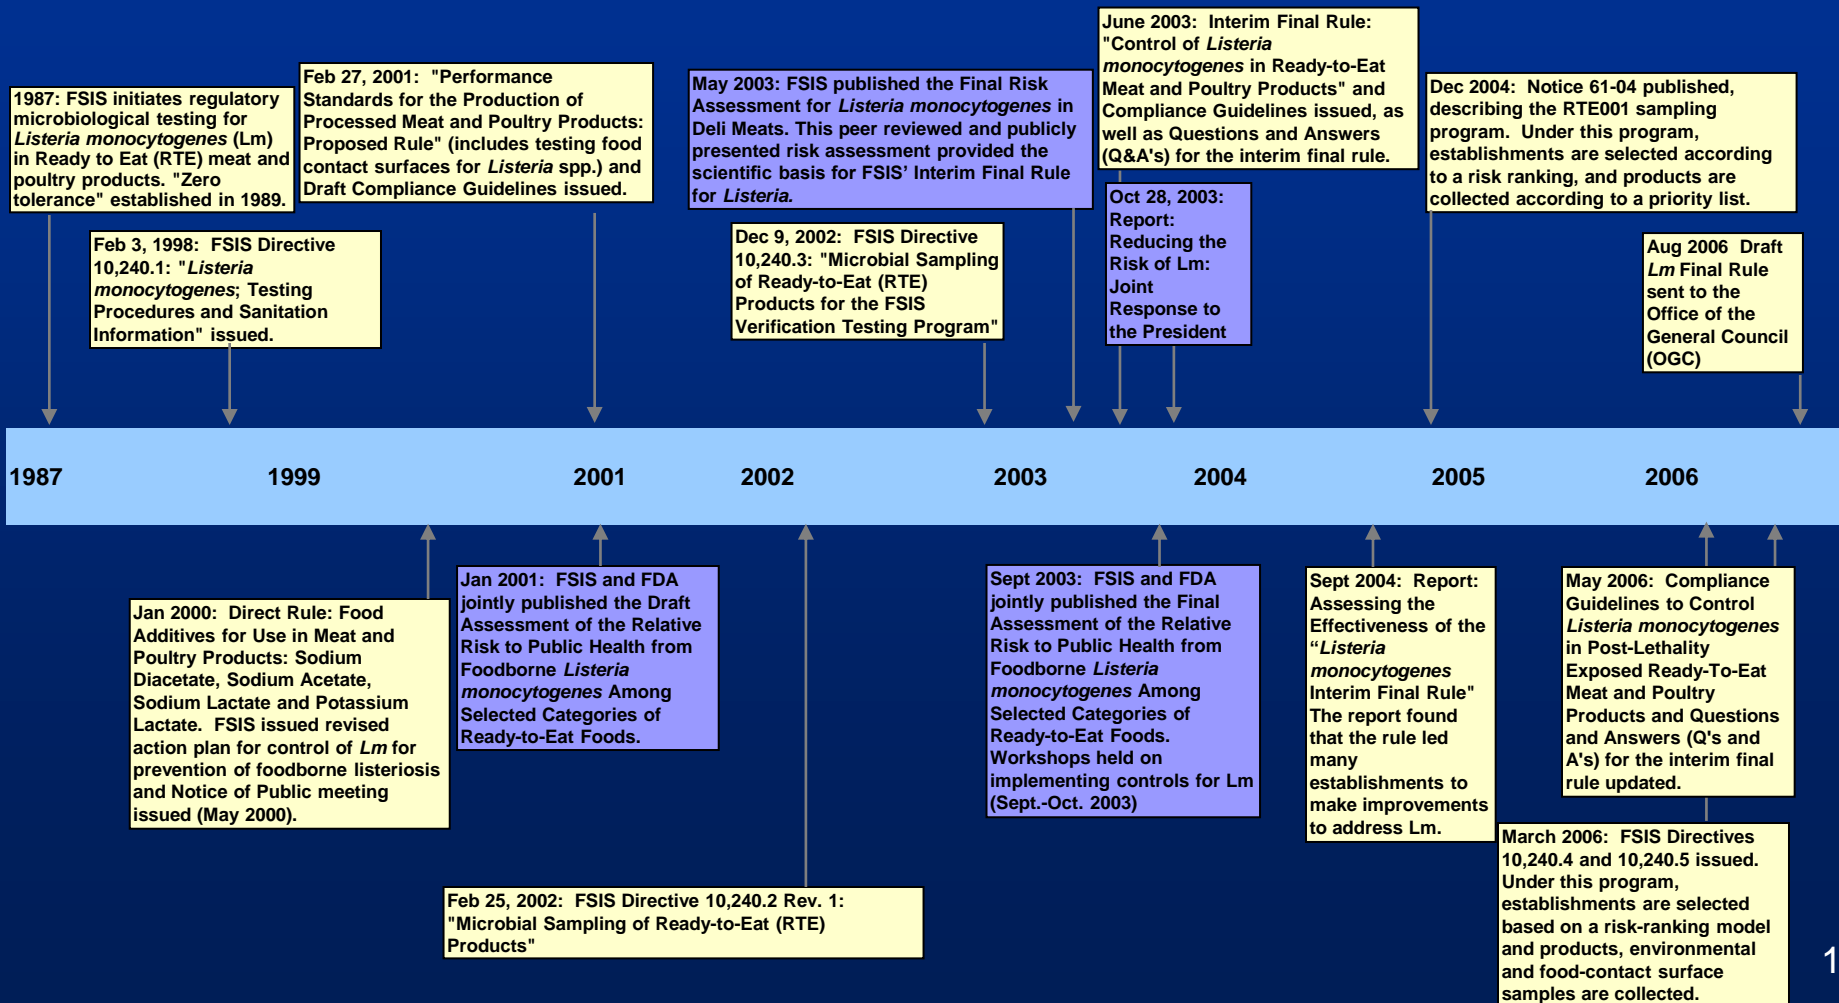 1987: FSIS initiates regulatory
microbiological testing for
Listeria monocytogenes (Lm)
in Ready to Eat (RTE) meat and
poultry products. "Zero
tolerance" established in 1989.
Feb 3, 1998: FSIS Directive
10,240.1: "Listeria
monocytogenes; Testing
Procedures and Sanitation
Information" issued.
Feb 27, 2001: "Performance
Standards for the Production of
Processed Meat and Poultry Products:
Proposed Rule" (includes testing food
contact surfaces for Listeria spp.) and
Draft Compliance Guidelines issued.
May 2003: FSIS published the Final Risk
Assessment for Listeria monocytogenes in
Deli Meats. This peer reviewed and publicly
presented risk assessment provided the
scientific basis for FSIS' Interim Final Rule
for Listeria.
Dec 9, 2002: FSIS Directive
10,240.3: "Microbial Sampling
of Ready-to-Eat (RTE)
Products for the FSIS
Verification Testing Program"
June 2003: Interim Final Rule:
"Control of Listeria
monocytogenes in Ready-to-Eat
Meat and Poultry Products" and
Compliance Guidelines issued, as
well as Questions and Answers
(Q&A's) for the interim final rule.
Oct 28, 2003:
Report:
Reducing the
Risk of Lm:
Joint
Response to
the President
Dec 2004: Notice 61-04 published,
describing the RTE001 sampling
program. Under this program,
establishments are selected according
to a risk ranking, and products are
collected according to a priority list.
Aug 2006 Draft
Lm Final Rule
sent to the
Office of the
General Council
(OGC)
1987 1999 2001 2002 2003 2004 2005 2006
Jan 2000: Direct Rule: Food
Additives for Use in Meat and
Poultry Products: Sodium
Diacetate, Sodium Acetate,
Sodium Lactate and Potassium
Lactate. FSIS issued revised
action plan for control of Lm for
prevention of foodborne listeriosis
and Notice of Public meeting
issued (May 2000).
Jan 2001: FSIS and FDA
jointly published the Draft
Assessment of the Relative
Risk to Public Health from
Foodborne Listeria
monocytogenes Among
Selected Categories of
Ready-to-Eat Foods.
Feb 25, 2002: FSIS Directive 10,240.2 Rev. 1:
"Microbial Sampling of Ready-to-Eat (RTE)
Products"
Sept 2003: FSIS and FDA
jointly published the Final
Assessment of the Relative
Risk to Public Health from
Foodborne Listeria
monocytogenes Among
Selected Categories of
Ready-to-Eat Foods.
Workshops held on
implementing controls for Lm
(Sept.-Oct. 2003)
Sept 2004: Report:
Assessing the
Effectiveness of the
“Listeria
monocytogenes
Interim Final Rule"
The report found
that the rule led
many
establishments to
make improvements
to address Lm.
May 2006: Compliance
Guidelines to Control
Listeria monocytogenes
in Post-Lethality
Exposed Ready-To-Eat
Meat and Poultry
Products and Questions
and Answers (Q's and
A's) for the interim final
rule updated.
March 2006: FSIS Directives
10,240.4 and 10,240.5 issued.
Under this program,
establishments are selected
based on a risk-ranking model
and products, environmental
and food-contact surface
samples are collected.
1